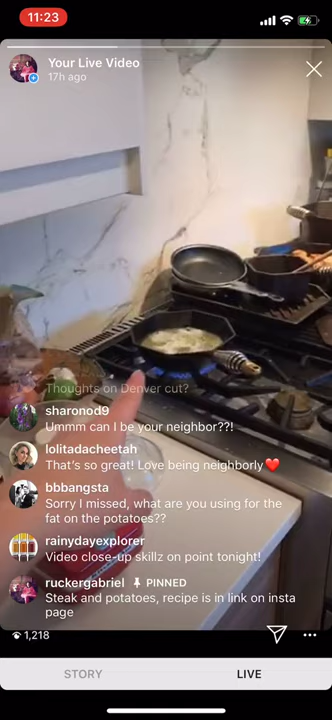 11:23
Your Live Video
17h ago
Thoughts on Denver cut?
sharonod9
Ummm can I be your neighbor??!
lolitadacheetah
That's so great! Love being neighborly❤️
bbbangsta
Sorry I missed, what are you using for the
fat on the potatoes??
rainydayexplorer
Video close-up skillz on point tonight!
ruckergabriel PINNED
Steak and potatoes, recipe is in link on insta
page
1,218
STORY LIVE